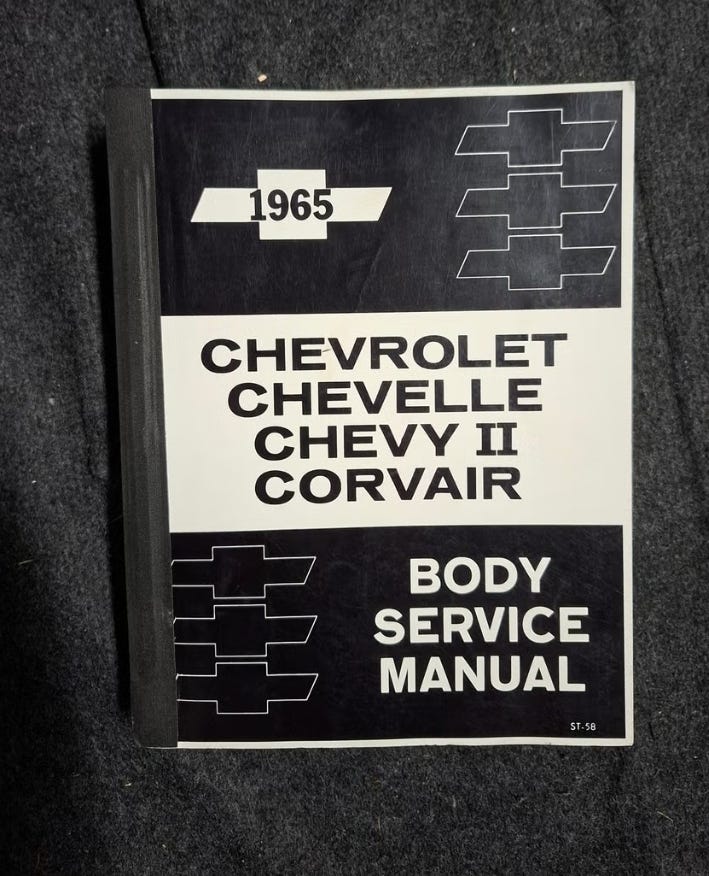 1965
CHEVROLET
CHEVELLE
CHEVY II
CORVAIR
BODY
SERVICE
MANUAL
ST-58